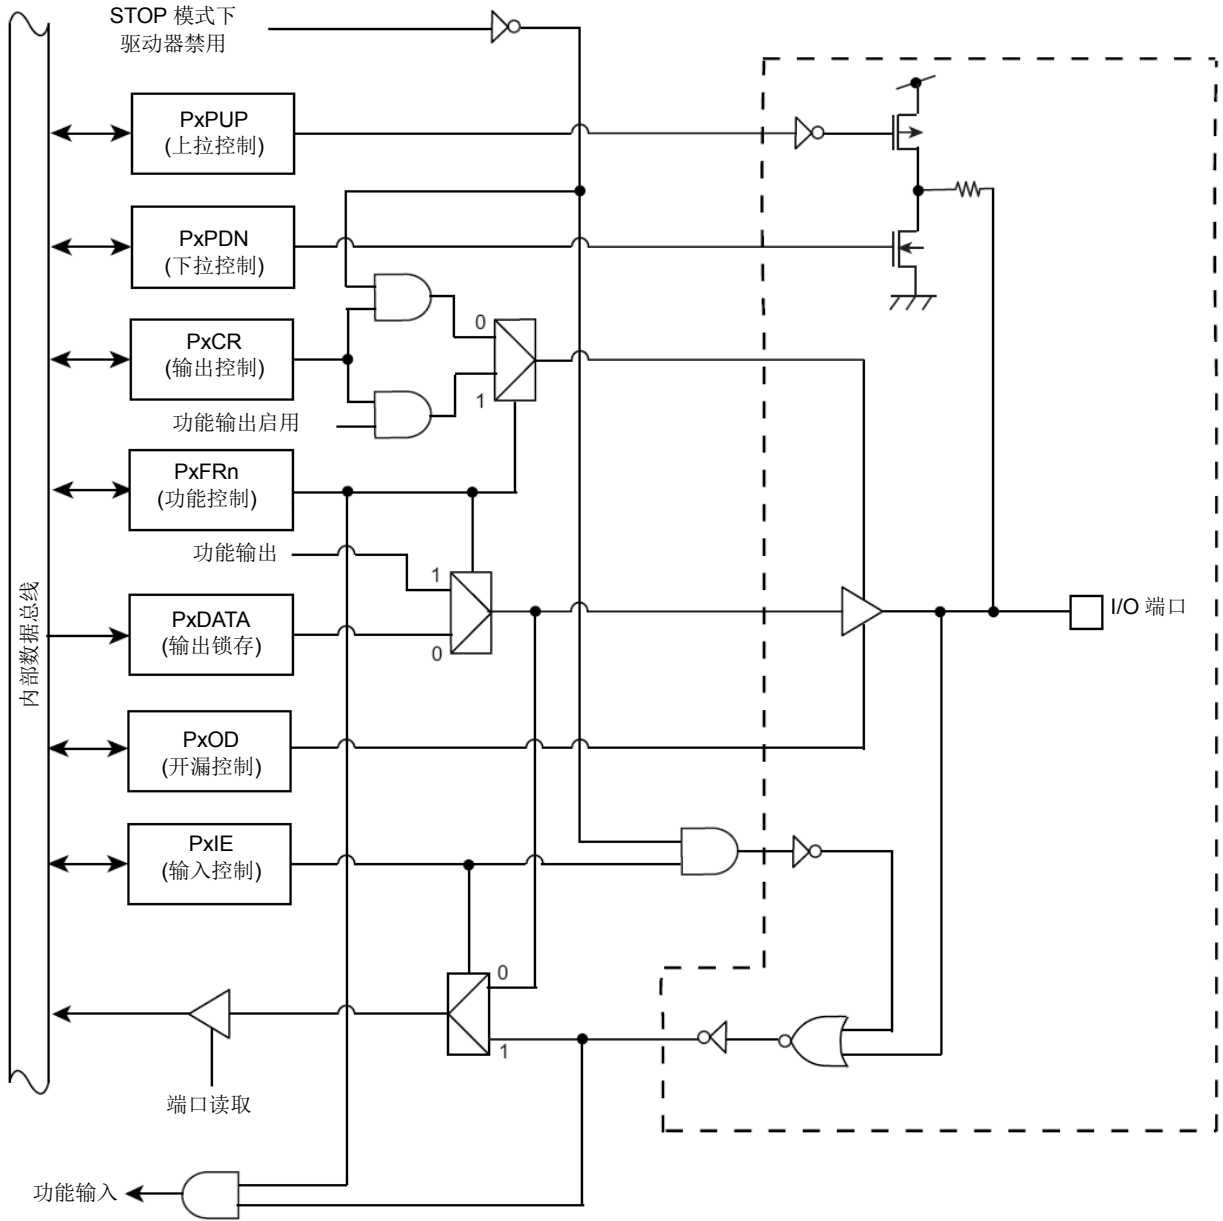 STOP 模式下
驱动器禁用
PxPUP
(上拉控制)
PxPDN
(下拉控制)
PxCR
(输出控制)
0
1
功能输出启用
PxFRn
(功能控制)
功能输出
1
0
PxDATA
(输出锁存)
I/O 端口
内部数据总线
PxOD
(开漏控制)
PxIE
(输入控制)
0
1
端口读取
功能输入